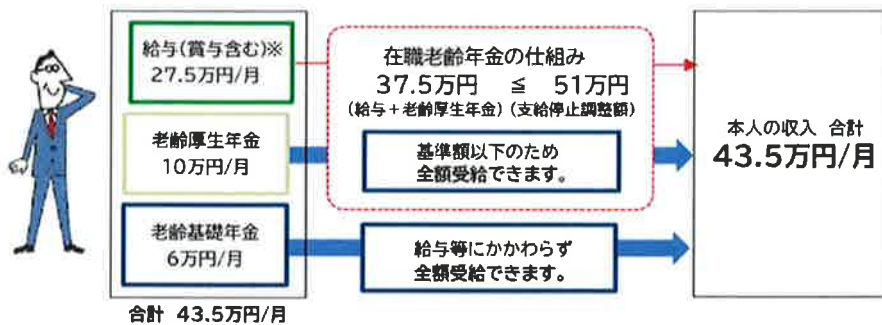 給与(賞与含む)※
27.5万円/月
在職老齢年金の仕組み
37.5万円 ≦ 51万円
(給与+老齢厚生年金)(支給停止調整額)
老齢厚生年金
10万円/月
基準額以下のため
全額受給できます。
本人の収入 合計
43.5万円/月
老齢基礎年金
6万円/月
給与等にかかわらず
全額受給できます。
合計 43.5万円/月